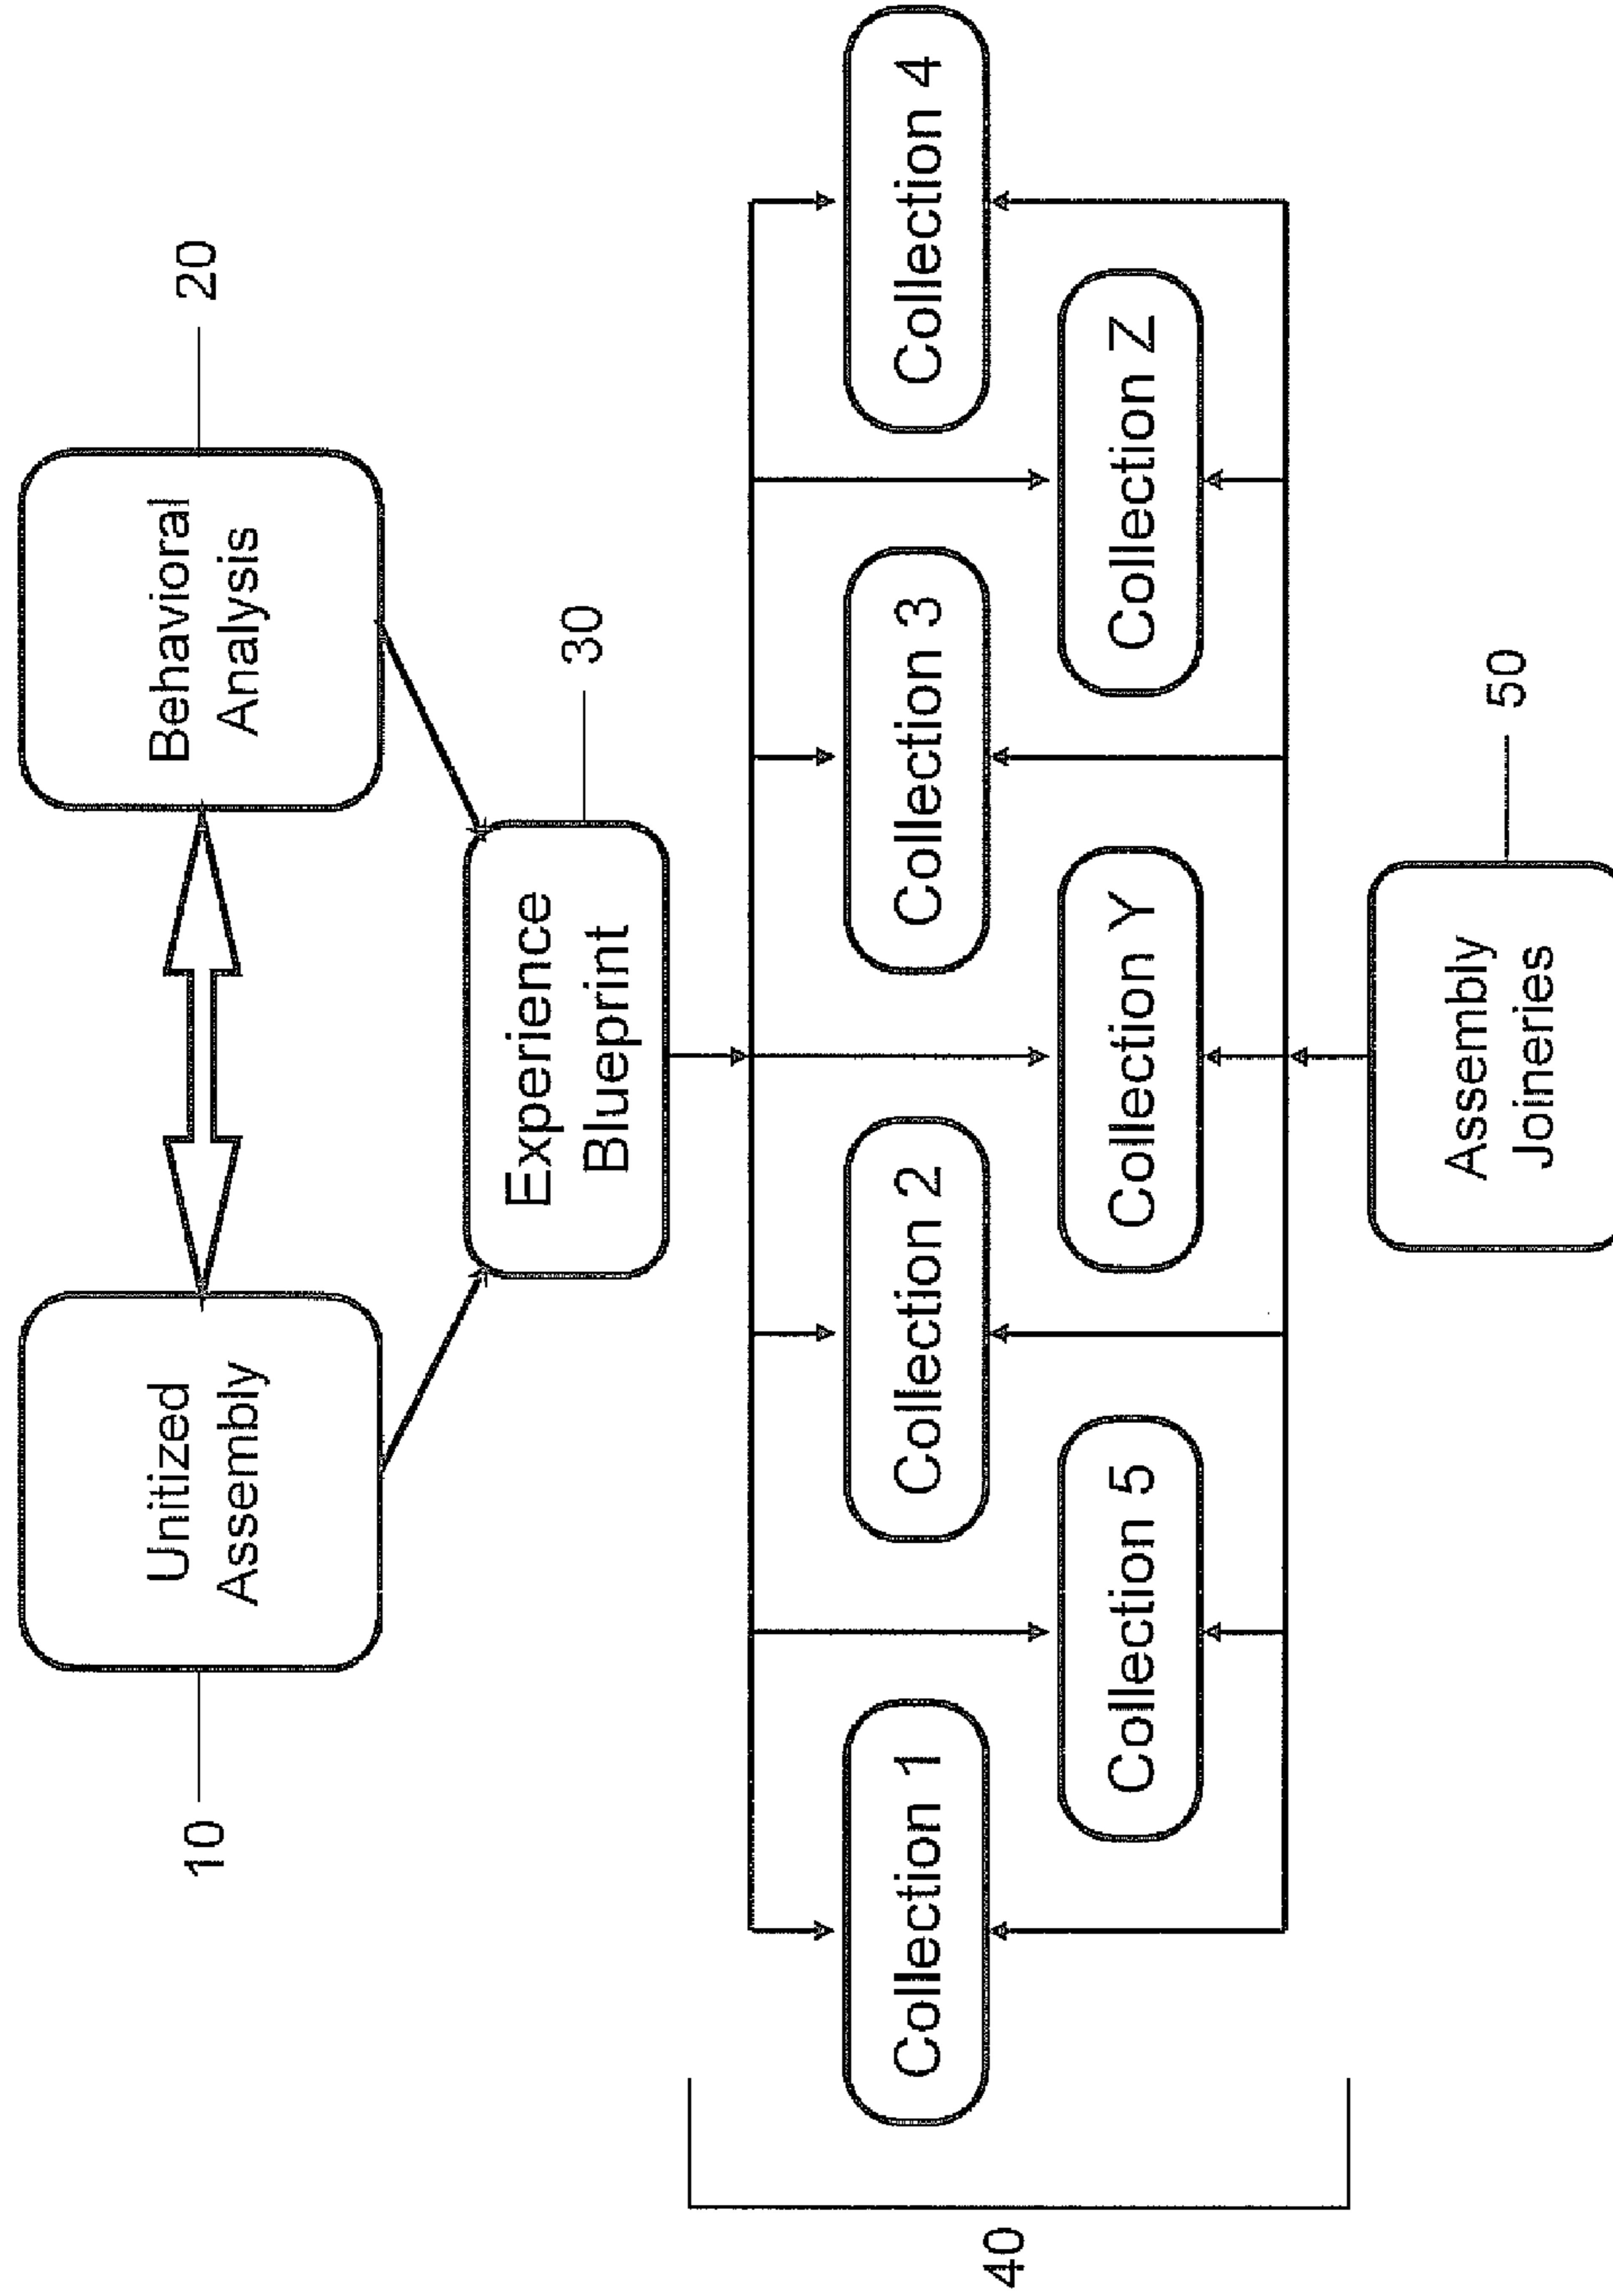 10
Unitized
Assembly
Behavioral
Analysis
20
Experience
Blueprint
30
40
Collection 1
Collection 2
Collection 3
Collection 4
Collection 5
Collection Y
Collection Z
Assembly
Joineries
50